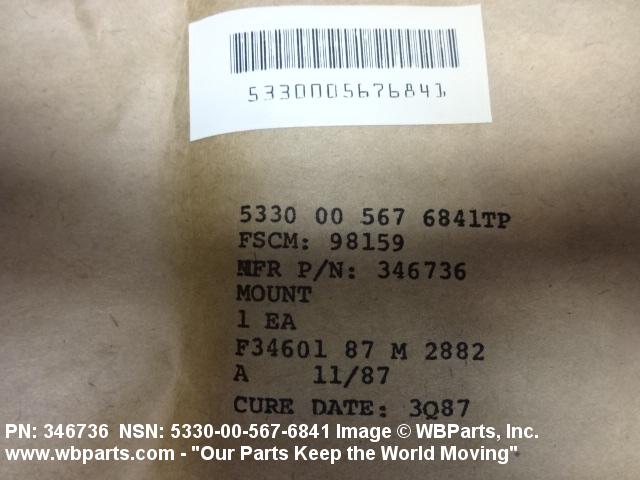 5330005676841
5330 00 567 6841TP
FSCM: 98159
MFR P/N: 346736
MOUNT
1 EA
F34601 87 M 2882
A 11/87
CURE DATE: 3Q87
PN: 346736 NSN: 5330-00-567-6841 Image © WBParts, Inc.
www.wbparts.com - "Our Parts Keep the World Moving"